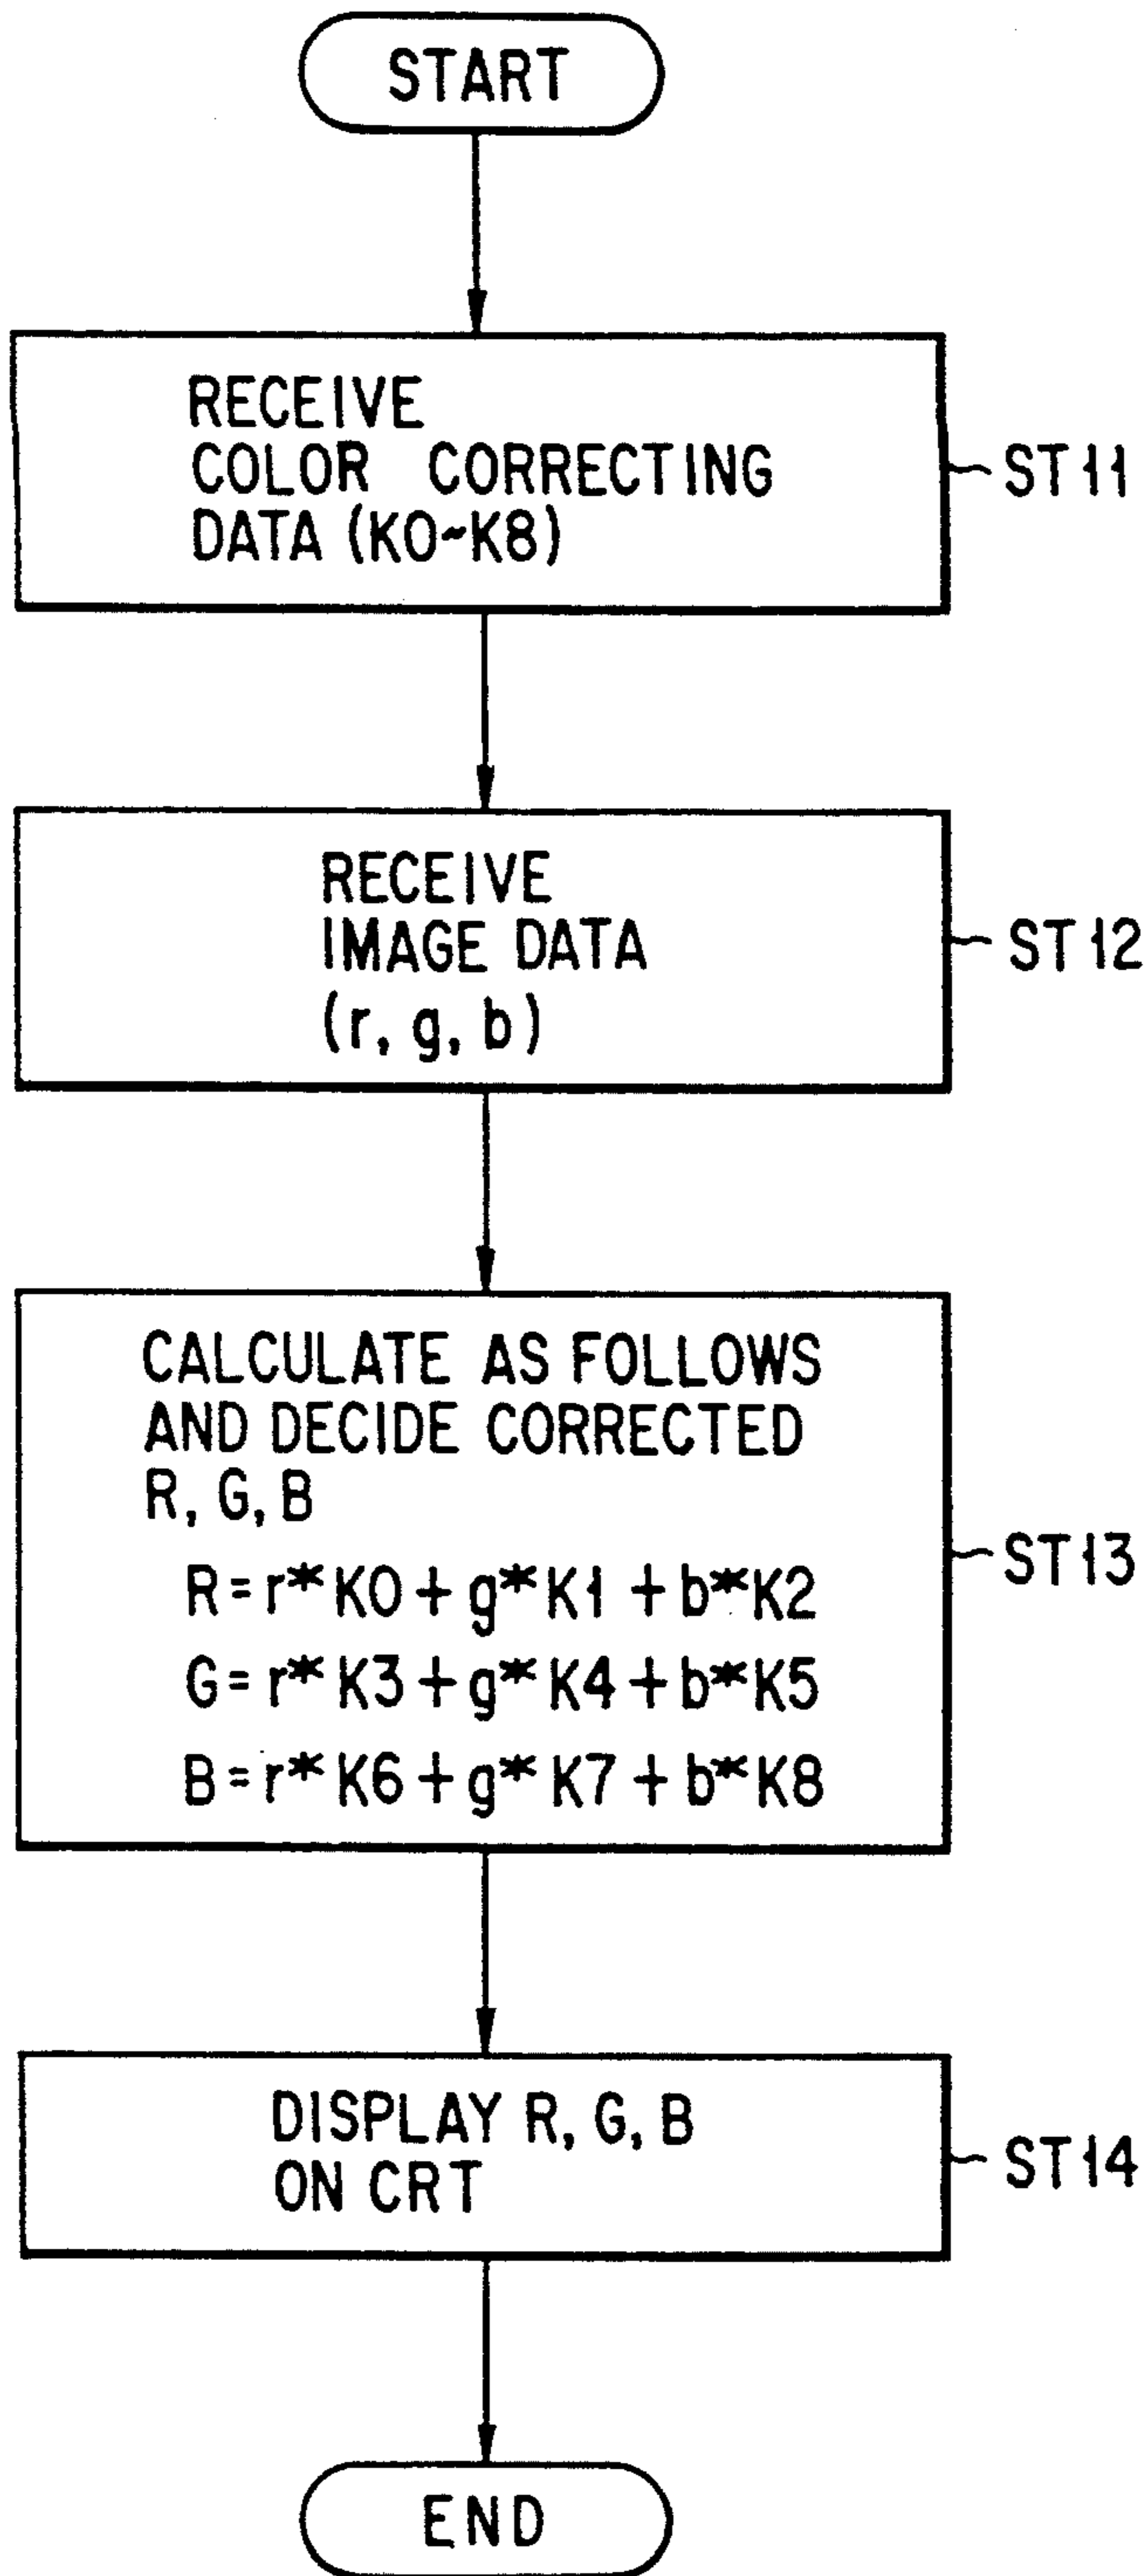 START
RECEIVE
COLOR CORRECTING
DATA (K0~K8)
ST11
RECEIVE
IMAGE DATA
(r, g, b)
ST12
CALCULATE AS FOLLOWS
AND DECIDE CORRECTED
R, G, B
R=r*K0+g*K1+b*K2
G=r*K3+g*K4+b*K5
B=r*K6+g*K7+b*K8
ST13
DISPLAY R, G, B
ON CRT
ST14
END